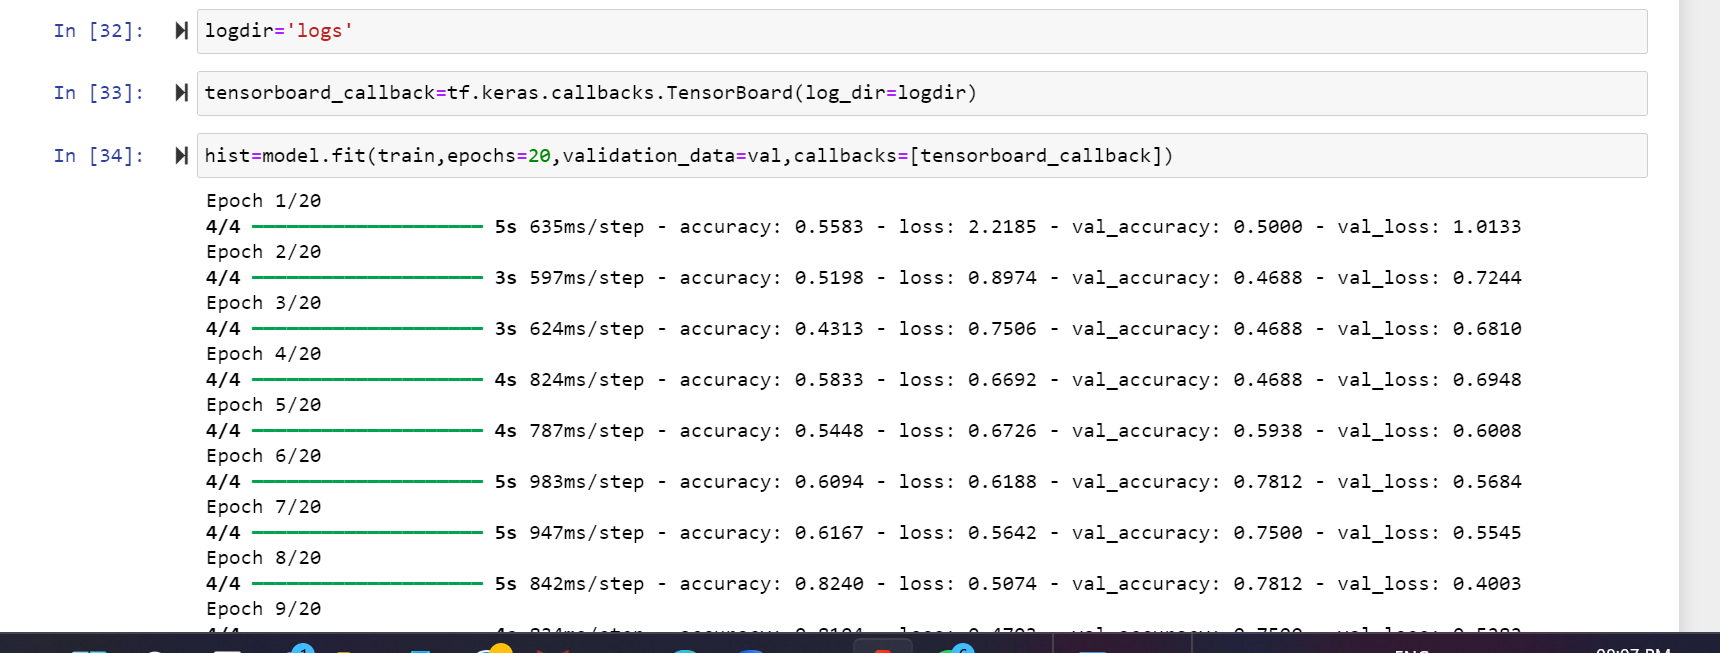 In [32]: logdir='logs'
In [33]: tensorboard_callback=tf.keras.callbacks.TensorBoard(log_dir=logdir)
In [34]: hist=model.fit(train,epochs=20,validation_data=val,callbacks=[tensorboard_callback])
Epoch 1/20
4/4 5s 635ms/step - accuracy: 0.5583 - loss: 2.2185 - val_accuracy: 0.5000 - val_loss: 1.0133
Epoch 2/20
4/4 3s 597ms/step - accuracy: 0.5198 - loss: 0.8974 - val_accuracy: 0.4688 - val_loss: 0.7244
Epoch 3/20
4/4 3s 624ms/step - accuracy: 0.4313 - loss: 0.7506 - val_accuracy: 0.4688 - val_loss: 0.6810
Epoch 4/20
4/4 4s 824ms/step - accuracy: 0.5833 - loss: 0.6692 - val_accuracy: 0.4688 - val_loss: 0.6948
Epoch 5/20
4/4 4s 787ms/step - accuracy: 0.5448 - loss: 0.6726 - val_accuracy: 0.5938 - val_loss: 0.6008
Epoch 6/20
4/4 5s 983ms/step - accuracy: 0.6094 - loss: 0.6188 - val_accuracy: 0.7812 - val_loss: 0.5684
Epoch 7/20
4/4 5s 947ms/step - accuracy: 0.6167 - loss: 0.5642 - val_accuracy: 0.7500 - val_loss: 0.5545
Epoch 8/20
4/4 5s 842ms/step - accuracy: 0.8240 - loss: 0.5074 - val_accuracy: 0.7812 - val_loss: 0.4003
Epoch 9/20